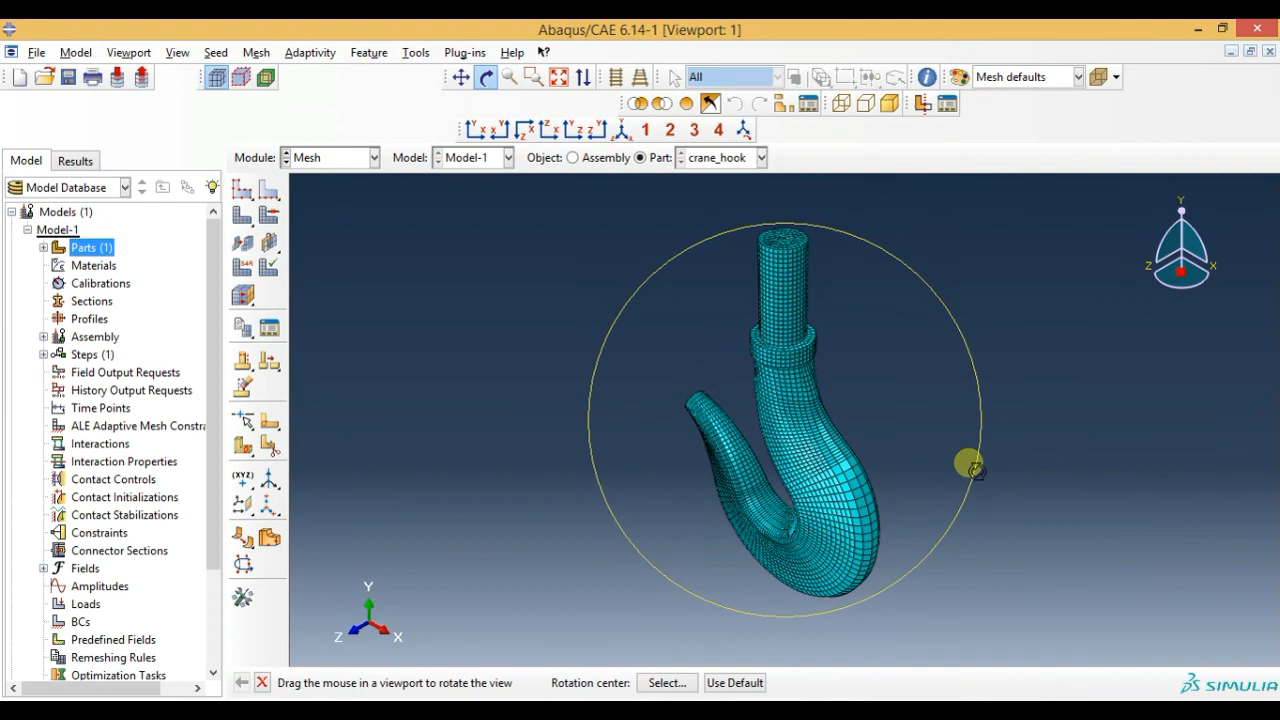 Abaqus/CAE 6.14-1 [Viewport: 1]
File Model Viewport View Seed Mesh Adaptivity Feature Tools Plug-ins Help
All
Mesh defaults
1 2 3 4
Model Results
Module: Mesh Model: Model-1 Object: Assembly Part: crane_hook
Model Database
Models (1)
Model-1
Parts (1)
Materials
Calibrations
Sections
Profiles
Assembly
Steps (1)
Field Output Requests
History Output Requests
Time Points
ALE Adaptive Mesh Constra
Interactions
Interaction Properties
Contact Controls
Contact Initializations
Contact Stabilizations
Constraints
Connector Sections
Fields
Amplitudes
Loads
BCs
Predefined Fields
Remeshing Rules
Optimization Tasks
Y
Z X
Y
Z X
Drag the mouse in a viewport to rotate the view Rotation center: Select... Use Default
SIMULIA